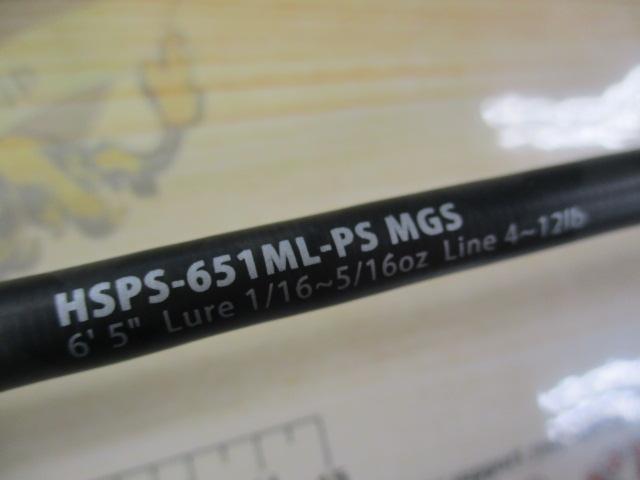 HSPS-651ML-PS MGS
6' 5" Lure 1/16~5/16oz Line 4~12lb